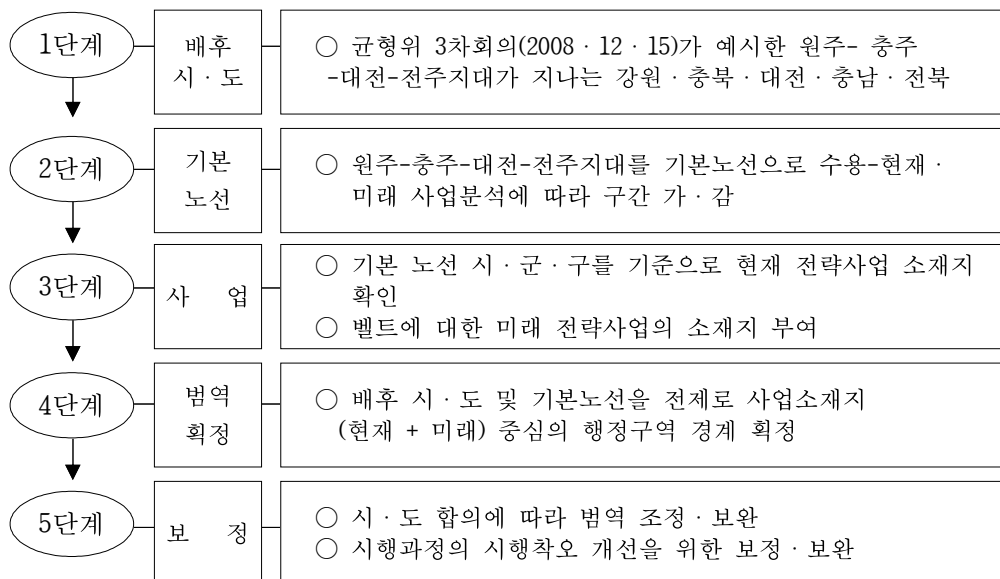 1단계
배후
시 · 도
○ 균형위 3차회의(2008 · 12 · 15)가 예시한 원주- 충주
-대전-전주지대가 지나는 강원 · 충북 · 대전 · 충남 · 전북
2단계
기본
노선
○ 원주-충주-대전-전주지대를 기본노선으로 수용-현재 ·
미래 사업분석에 따라 구간 가 · 감
3단계
사 업
○ 기본 노선 시 · 군 · 구를 기준으로 현재 전략사업 소재지
확인
○ 벨트에 대한 미래 전략사업의 소재지 부여
4단계
범역
획정
○ 배후 시 · 도 및 기본노선을 전제로 사업소재지
(현재 + 미래) 중심의 행정구역 경계 획정
5단계
보 정
○ 시 · 도 합의에 따라 범역 조정 · 보완
○ 시행과정의 시행착오 개선을 위한 보정 · 보완